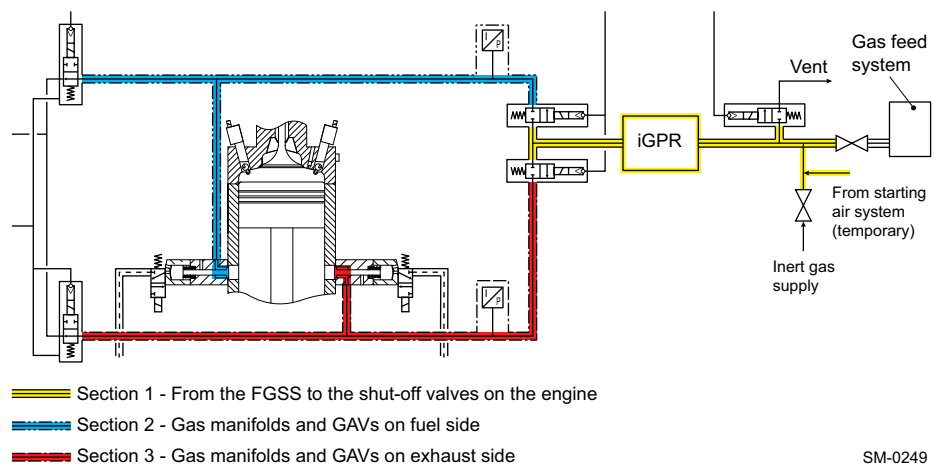 Gas feed
system
Vent
I
P
iGPR
From starting
air system
(temporary)
Inert gas
supply
I
P
Section 1 - From the FGSS to the shut-off valves on the engine
Section 2 - Gas manifolds and GAVs on fuel side
Section 3 - Gas manifolds and GAVs on exhaust side
SM-0249